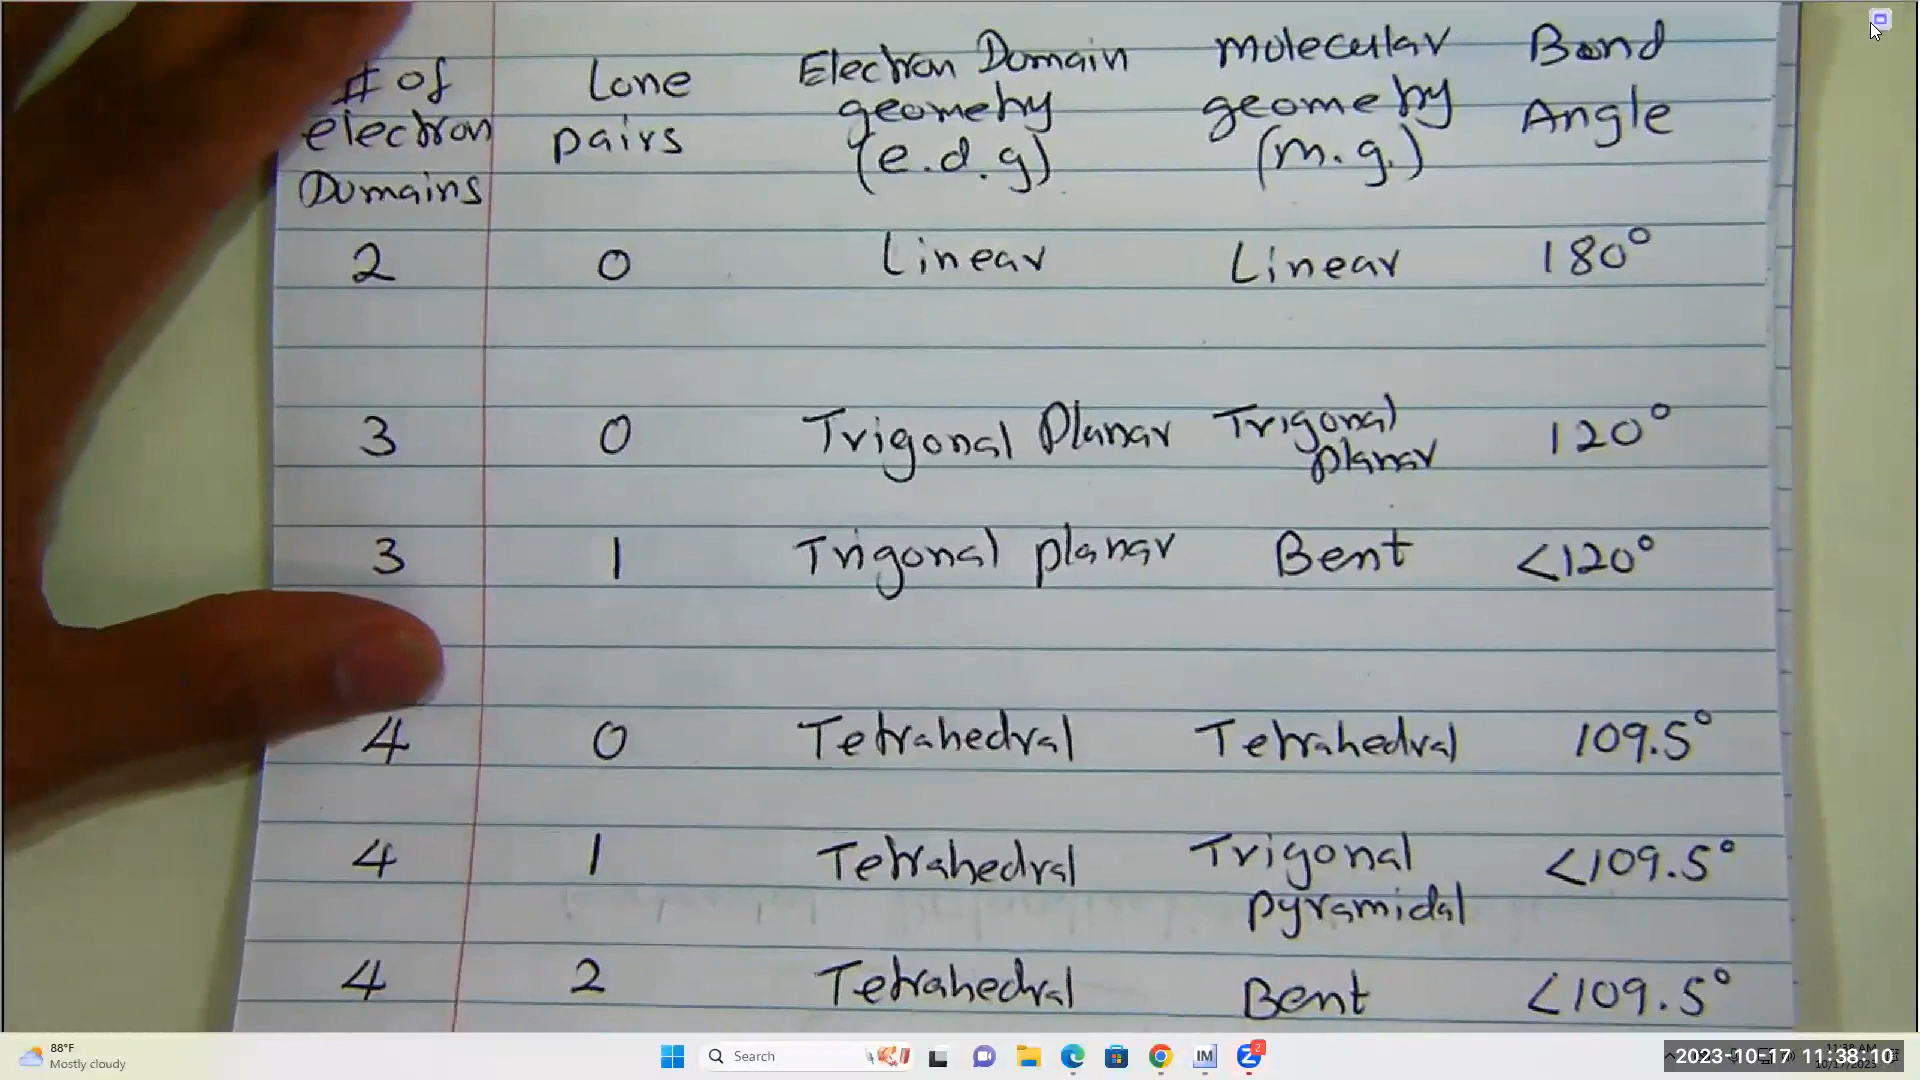 # of electron Domains
Lone pairs
Electron Domain geometry (e.d.g)
Molecular geometry (m.g.)
Bond Angle
2 0 Linear Linear 180°
3 0 Trigonal Planar Trigonal planar 120°
3 1 Trigonal planar Bent <120°
4 0 Tetrahedral Tetrahedral 109.5°
4 1 Tetrahedral Trigonal pyramidal <109.5°
4 2 Tetrahedral Bent <109.5°
88°F
Mostly cloudy
Search
IM
2
2023-10-17 11:38:10